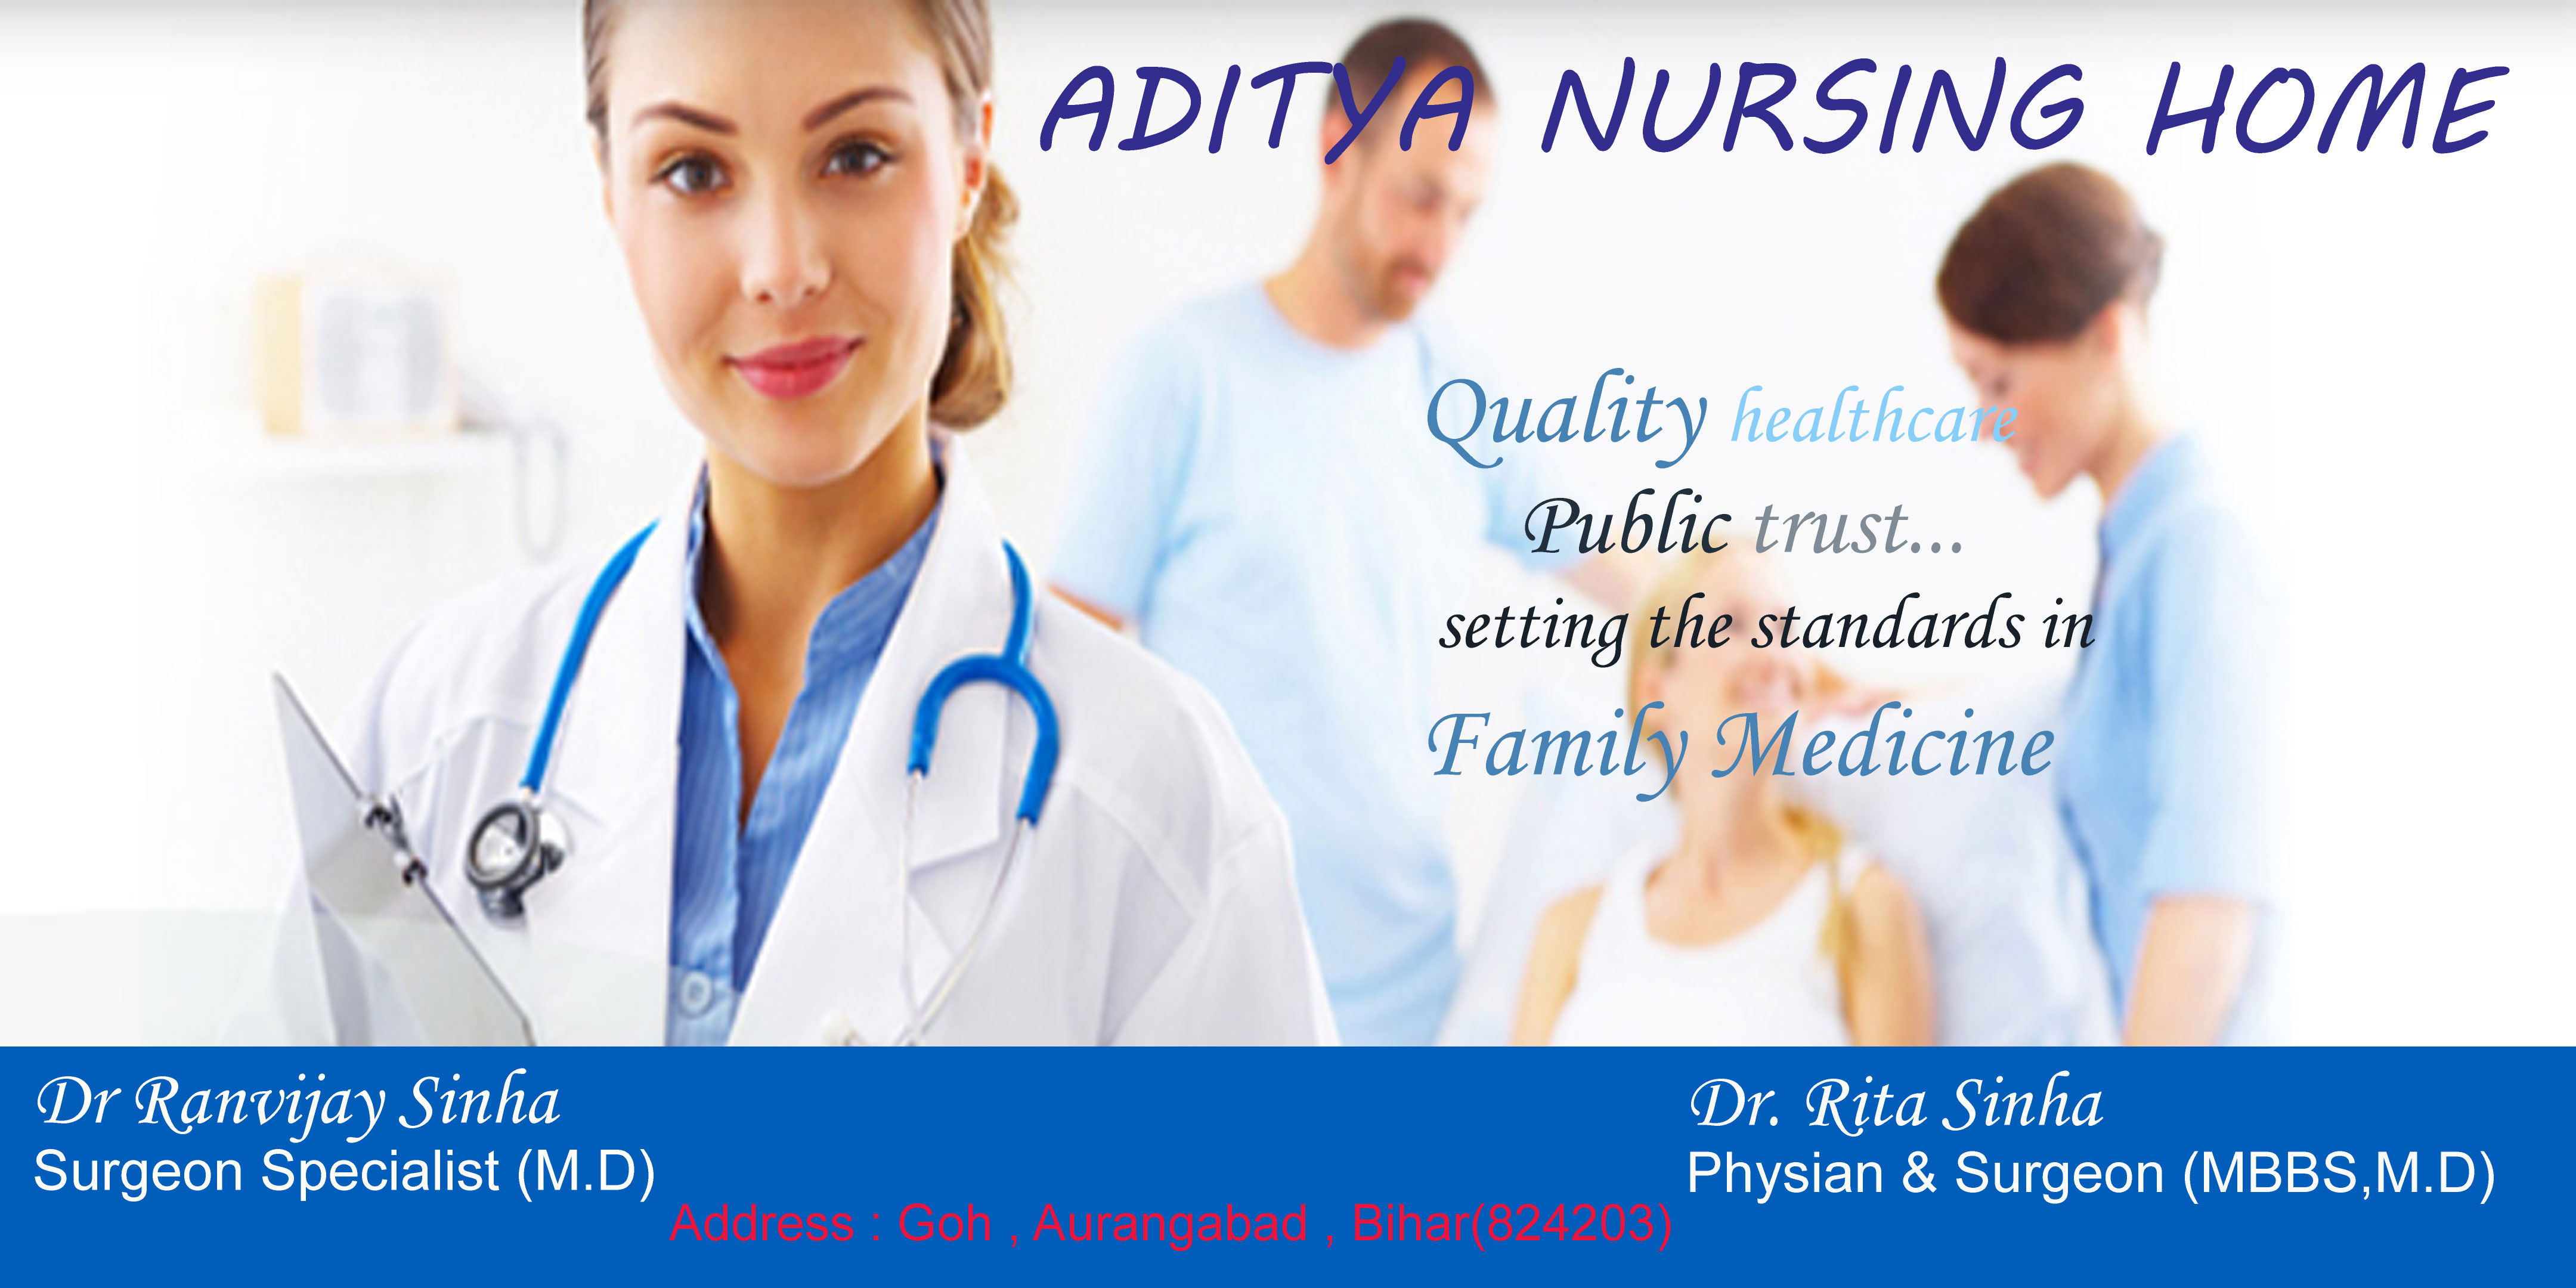 ADITYA NURSING HOME
Quality healthcare
Public trust...
setting the standards in
Family Medicine
Dr Ranvijay Sinha
Surgeon Specialist (M.D)
Dr. Rita Sinha
Physian & Surgeon (MBBS,M.D)
Address : Goh , Aurangabad , Bihar(824203)